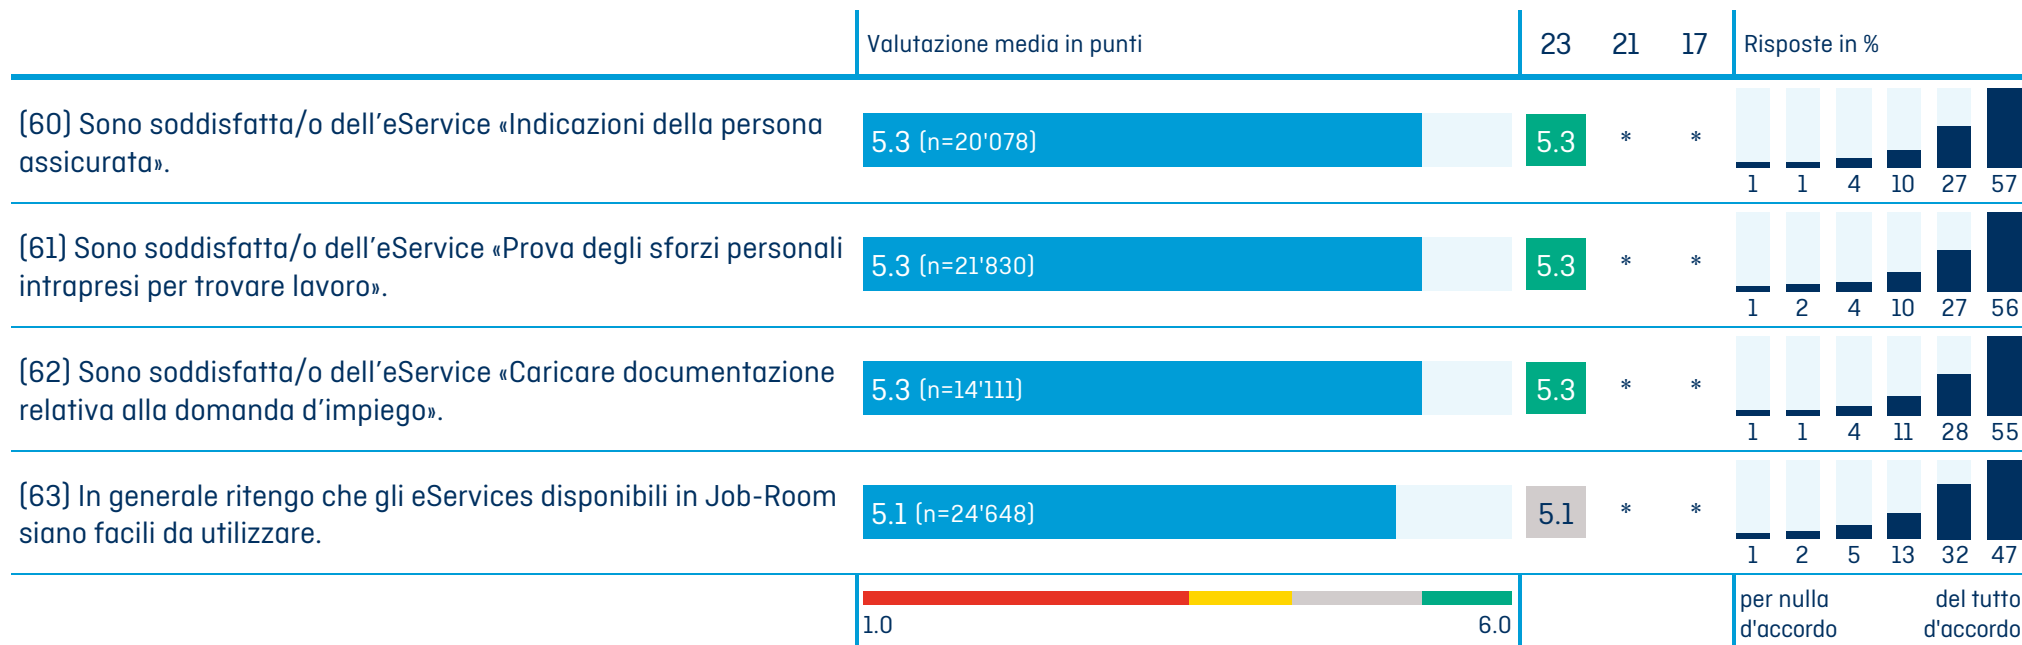 Valutazione media in punti 23 21 17 Risposte in %
(60) Sono soddisfatta/o dell’eService «Indicazioni della persona
assicurata».
5.3 (n=20'078) 5.3 * *
1 1 4 10 27 57
(61) Sono soddisfatta/o dell’eService «Prova degli sforzi personali
intrapresi per trovare lavoro».
5.3 (n=21'830) 5.3 * *
1 2 4 10 27 56
(62) Sono soddisfatta/o dell’eService «Caricare documentazione
relativa alla domanda d’impiego».
5.3 (n=14'111) 5.3 * *
1 1 4 11 28 55
(63) In generale ritengo che gli eServices disponibili in Job-Room
siano facili da utilizzare.
5.1 (n=24'648) 5.1 * *
1 2 5 13 32 47
1.0 6.0
per nulla
d'accordo
del tutto
d'accordo